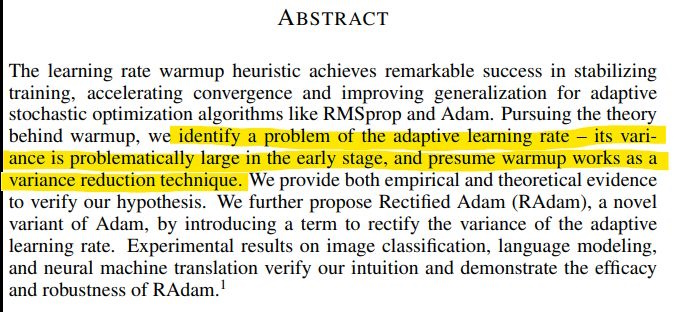 ABSTRACT
The learning rate warmup heuristic achieves remarkable success in stabilizing
training, accelerating convergence and improving generalization for adaptive
stochastic optimization algorithms like RMSprop and Adam. Pursuing the theory
behind warmup, we identify a problem of the adaptive learning rate – its vari-
ance is problematically large in the early stage, and presume warmup works as a
variance reduction technique. We provide both empirical and theoretical evidence
to verify our hypothesis. We further propose Rectified Adam (RAdam), a novel
variant of Adam, by introducing a term to rectify the variance of the adaptive
learning rate. Experimental results on image classification, language modeling,
and neural machine translation verify our intuition and demonstrate the efficacy
and robustness of RAdam.¹